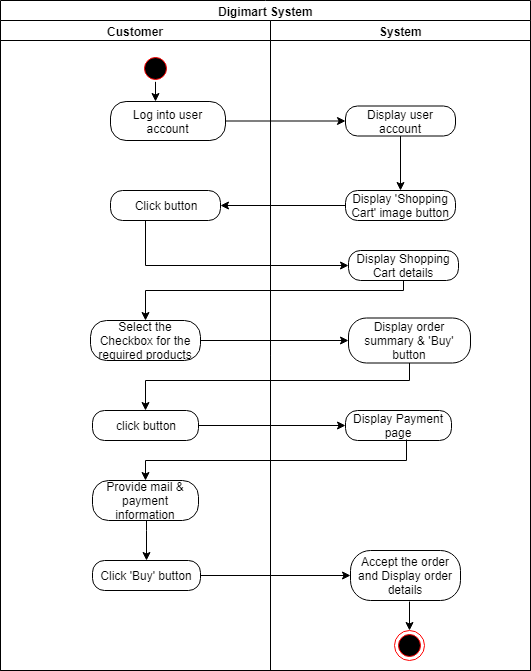 Digimart System
Customer
System
Log into user
account
Display user
account
Display 'Shopping
Cart' image button
Click button
Display Shopping
Cart details
Select the
Checkbox for the
required products
Display order
summary & 'Buy'
button
click button
Display Payment
page
Provide mail &
payment
information
Click 'Buy' button
Accept the order
and Display order
details